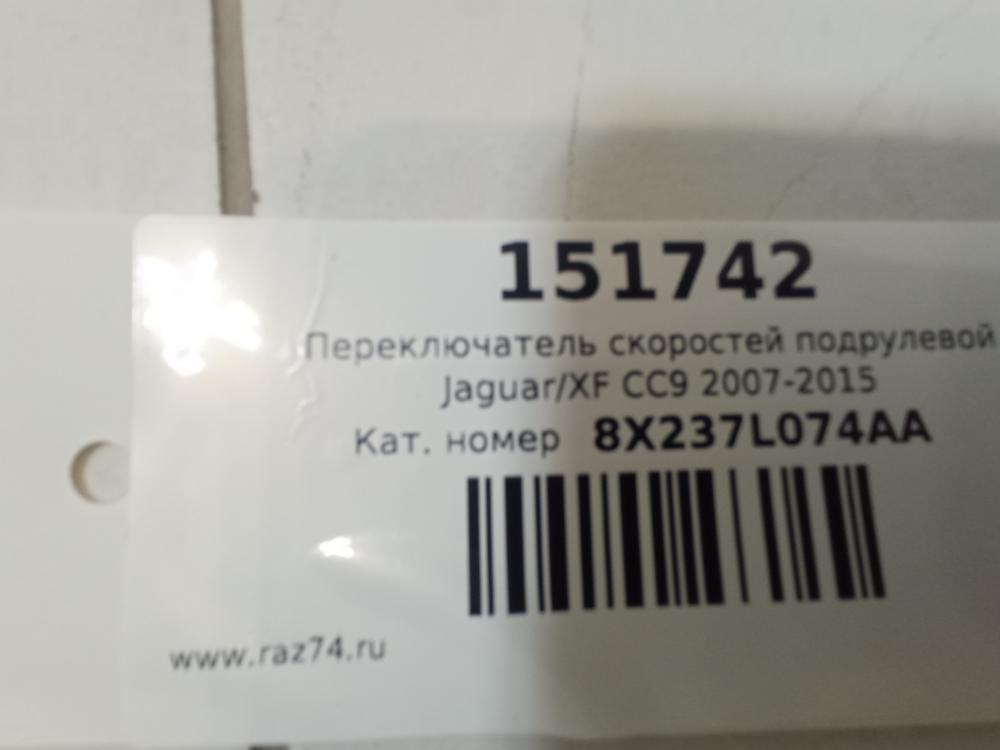 151742
Переключатель скоростей подрулевой
Jaguar/XF CC9 2007-2015
Кат. номер 8X237L074AA
www.raz74.ru